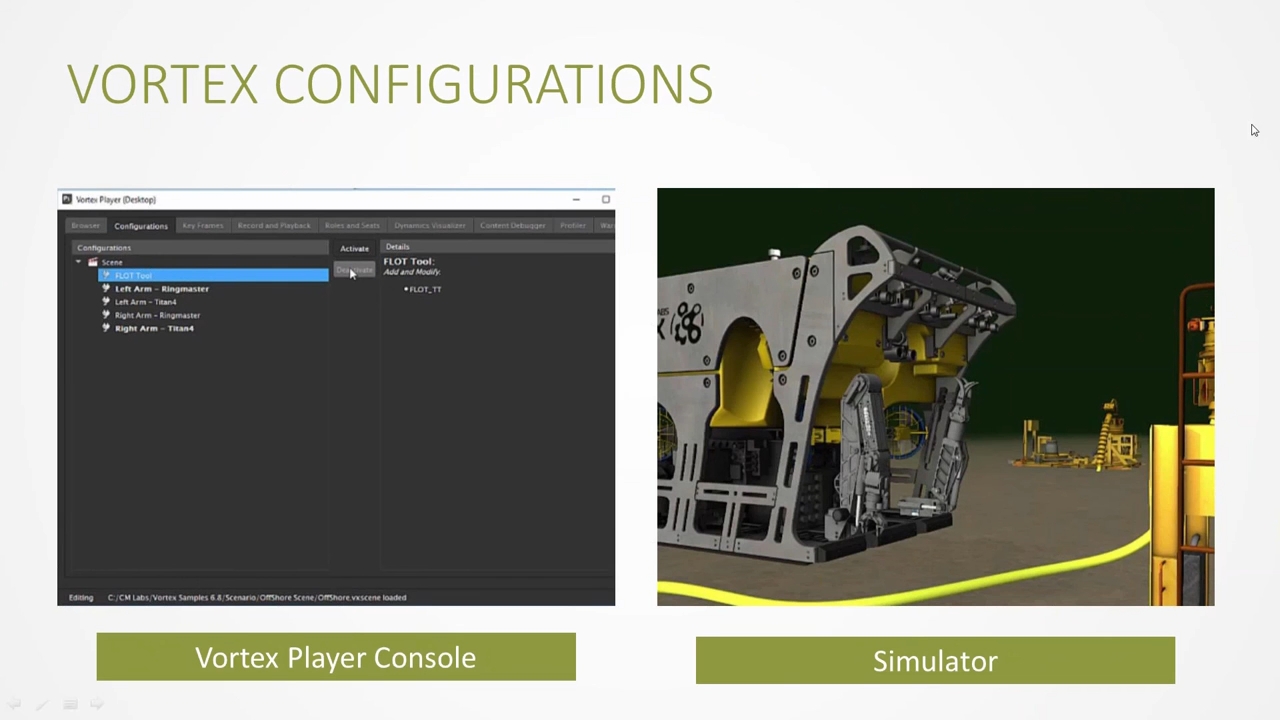 VORTEX CONFIGURATIONS
Vortex Player (Desktop)
Browser Configurations Key Frames Record and Playback Roles and Seats Dynamics Visualizer Content Debugger Profiler
Configurations
Scene
FLOT Tool
Left Arm – Ringmaster
Left Arm – Titan4
Right Arm – Ringmaster
Right Arm – Titan4
Activate
Deactivate
Details
FLOT Tool:
Add and Modify:
• FLOT_TT
Editing C:/CM Labs/Vortex Samples 6.8/Scenario/OffShore Scene/OffShore.vxscene loaded
Vortex Player Console
Simulator